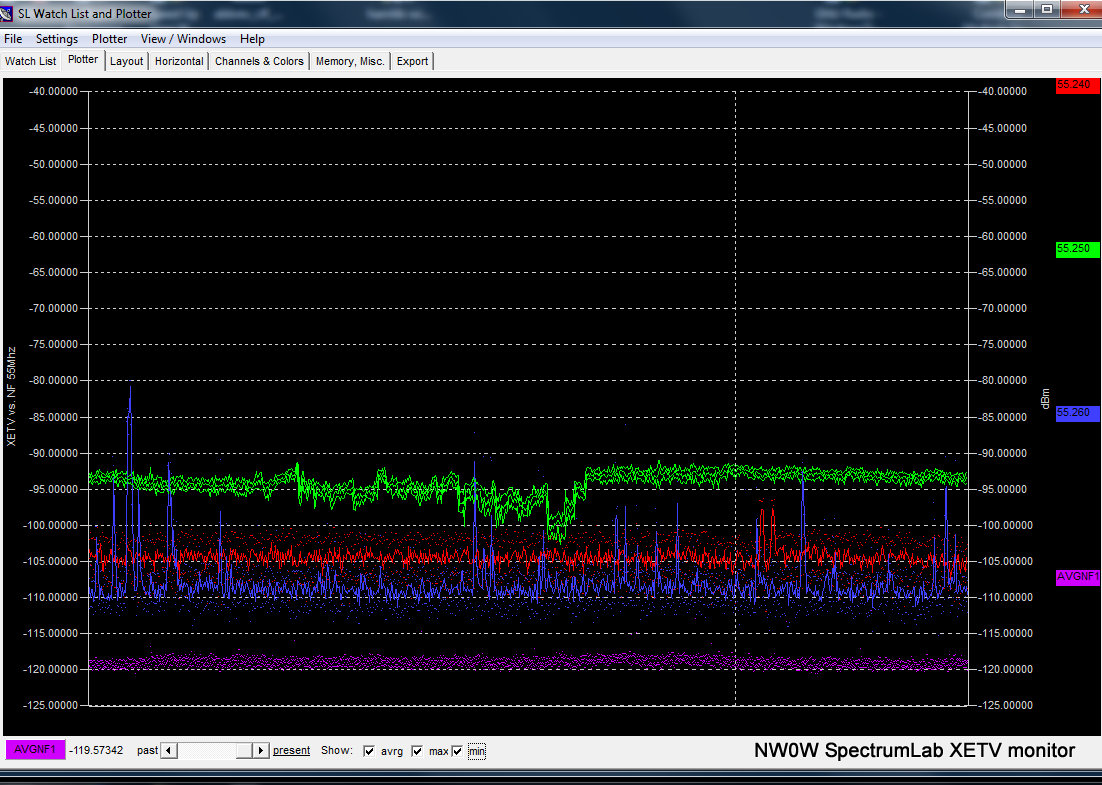 SL Watch List and Plotter
File Settings Plotter View / Windows Help
Watch List Plotter Layout Horizontal Channels & Colors Memory, Misc. Export
-40.00000 -40.00000 55.240
-45.00000 -45.00000
-50.00000 -50.00000
-55.00000 -55.00000
-60.00000 -60.00000 55.250
-65.00000 -65.00000
-70.00000 -70.00000
-75.00000 -75.00000
-80.00000 -80.00000
XETV vs. NF 55Mhz dBm
-85.00000 -85.00000 55.260
-90.00000 -90.00000
-95.00000 -95.00000
-100.00000 -100.00000
-105.00000 -105.00000 AVGNF1
-110.00000 -110.00000
-115.00000 -115.00000
-120.00000 -120.00000
-125.00000 -125.00000
AVGNF1 -119.57342 past present Show: avrg max min NW0W SpectrumLab XETV monitor